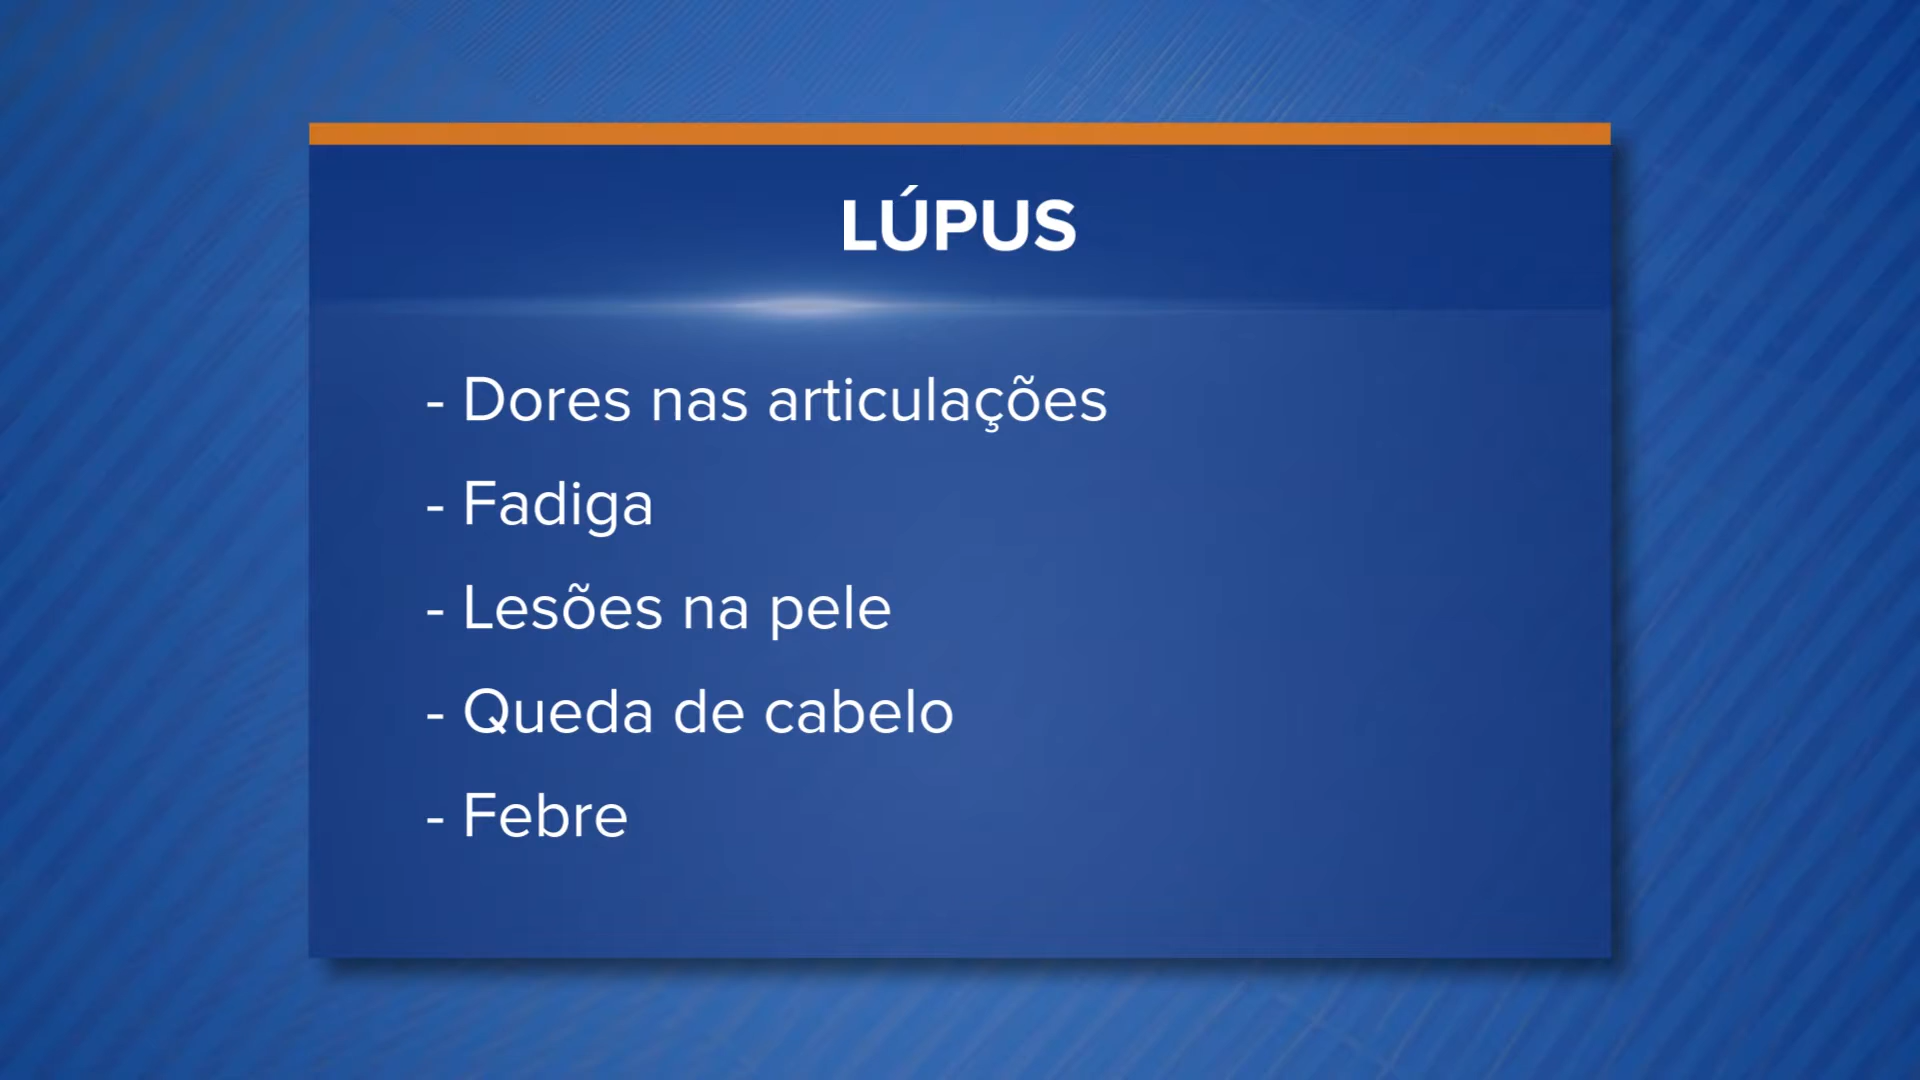 LÚPUS
- Dores nas articulações
- Fadiga
- Lesões na pele
- Queda de cabelo
- Febre